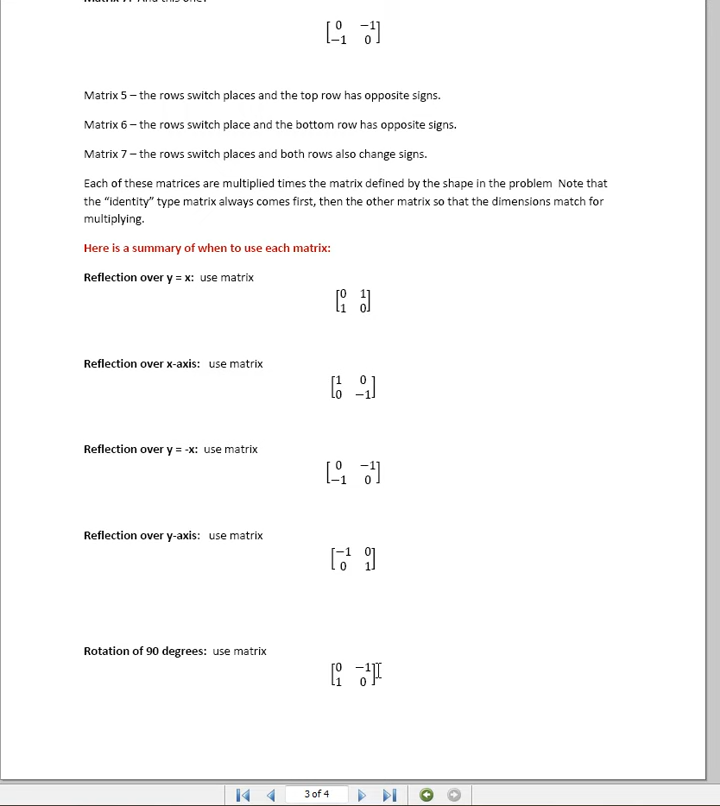 Matrix 7: And this one?
[0 −1]
[−1 0]
Matrix 5 – the rows switch places and the top row has opposite signs.
Matrix 6 – the rows switch place and the bottom row has opposite signs.
Matrix 7 – the rows switch places and both rows also change signs.
Each of these matrices are multiplied times the matrix defined by the shape in the problem  Note that
the “identity” type matrix always comes first, then the other matrix so that the dimensions match for
multiplying.
Here is a summary of when to use each matrix:
Reflection over y = x:  use matrix
[0 1]
[1 0]
Reflection over x-axis:   use matrix
[1 0]
[0 −1]
Reflection over y = -x:  use matrix
[0 −1]
[−1 0]
Reflection over y-axis:   use matrix
[−1 0]
[0 1]
Rotation of 90 degrees:  use matrix
[0 −1]
[1 0]
3 of 4